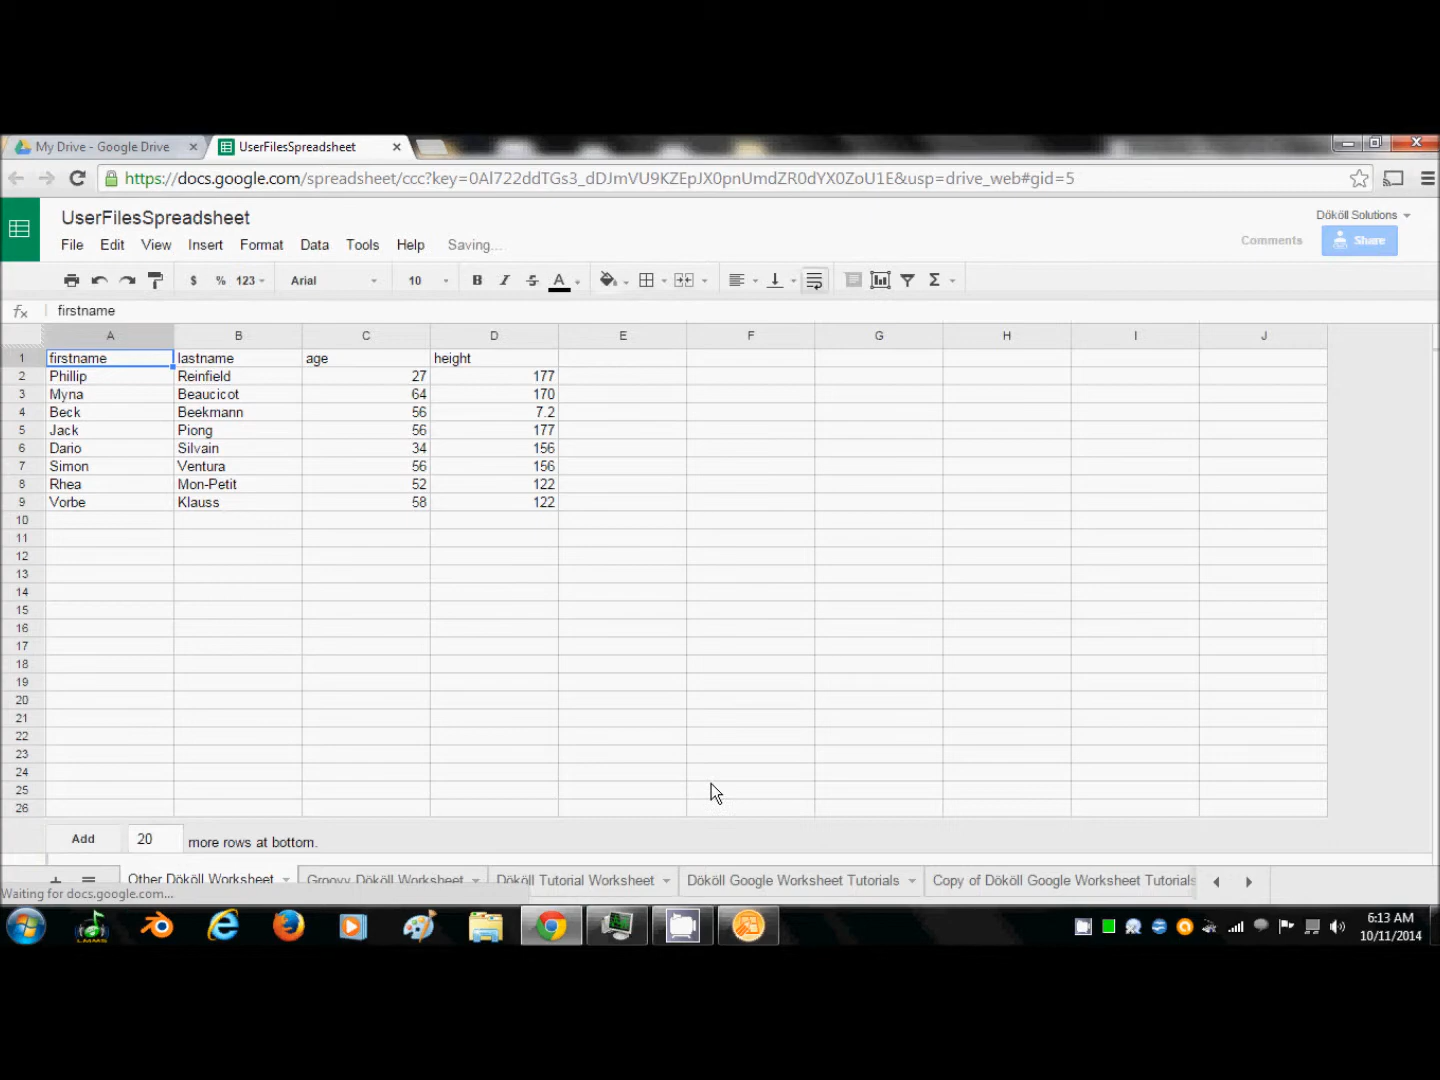 My Drive - Google Drive
UserFilesSpreadsheet
https://docs.google.com/spreadsheet/ccc?key=0Al722ddTGs3_dDJmVU9KZEpJX0pnUmdZR0dYX0ZoU1E&usp=drive_web#gid=5
UserFilesSpreadsheet
Dököll Solutions
File Edit View Insert Format Data Tools Help Saving...
Comments Share
$ % 123 Arial 10 B I S A Σ
fx firstname
A B C D E F G H I J
1 firstname lastname age height
2 Phillip Reinfield 27 177
3 Myna Beaucicot 64 170
4 Beck Beekmann 56 7.2
5 Jack Piong 56 177
6 Dario Silvain 34 156
7 Simon Ventura 56 156
8 Rhea Mon-Petit 52 122
9 Vorbe Klauss 58 122
10
11
12
13
14
15
16
17
18
19
20
21
22
23
24
25
26
Add 20 more rows at bottom.
Other Dököll Worksheet Groovy Dököll Worksheet Dököll Tutorial Worksheet Dököll Google Worksheet Tutorials Copy of Dököll Google Worksheet Tutorials
Waiting for docs.google.com...
LMMS
6:13 AM
10/11/2014